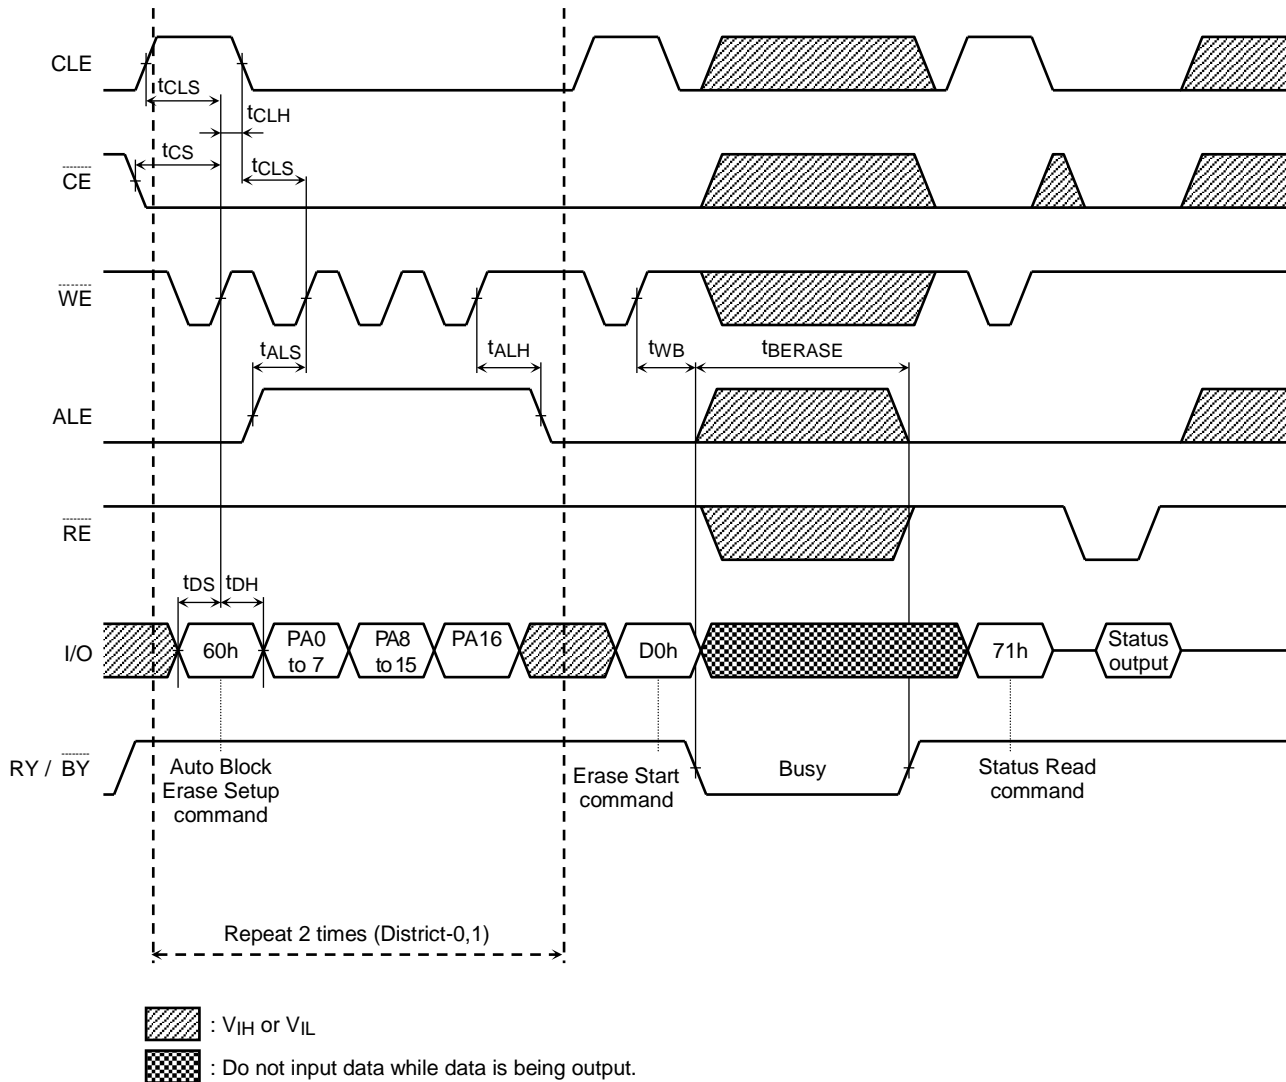 CLE
tCLS
tCLH
tCS
tCLS
CE
WE
tALS
tALH
tWB
tBERASE
ALE
RE
tDS
tDH
I/O
60h
PA0
to 7
PA8
to 15
PA16
D0h
71h
Status
output
RY / BY
Auto Block
Erase Setup
command
Erase Start
command
Busy
Status Read
command
Repeat 2 times (District-0,1)
: VIH or VIL
: Do not input data while data is being output.